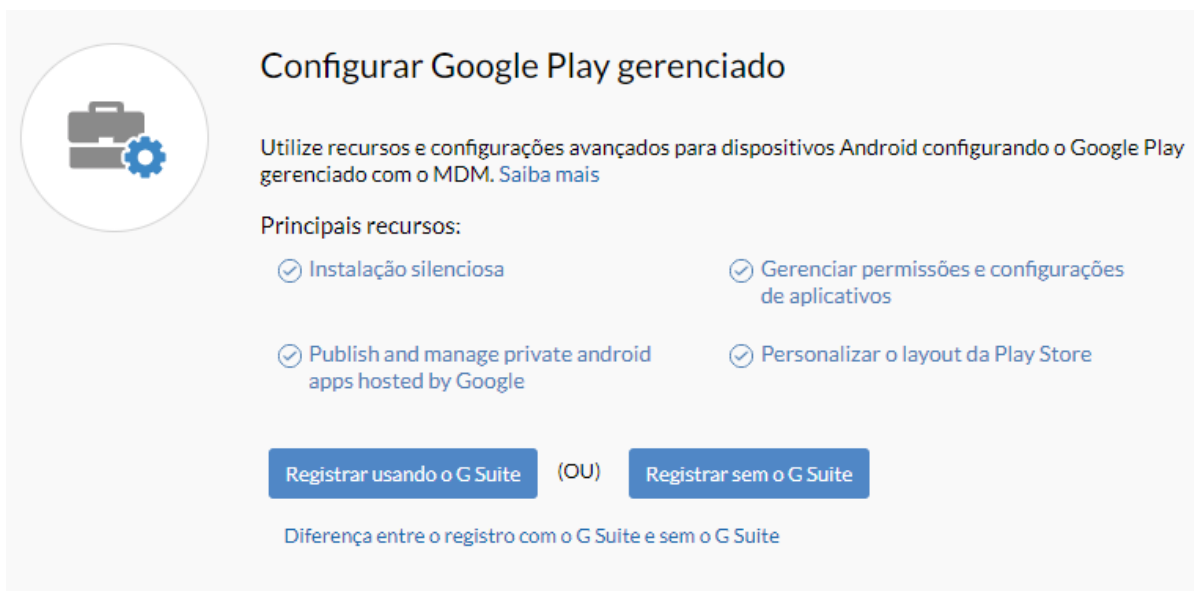 Configurar Google Play gerenciado
Utilize recursos e configurações avançados para dispositivos Android configurando o Google Play
gerenciado com o MDM. Saiba mais
Principais recursos:
Instalação silenciosa
Gerenciar permissões e configurações
de aplicativos
Publish and manage private android
apps hosted by Google
Personalizar o layout da Play Store
Registrar usando o G Suite (OU) Registrar sem o G Suite
Diferença entre o registro com o G Suite e sem o G Suite